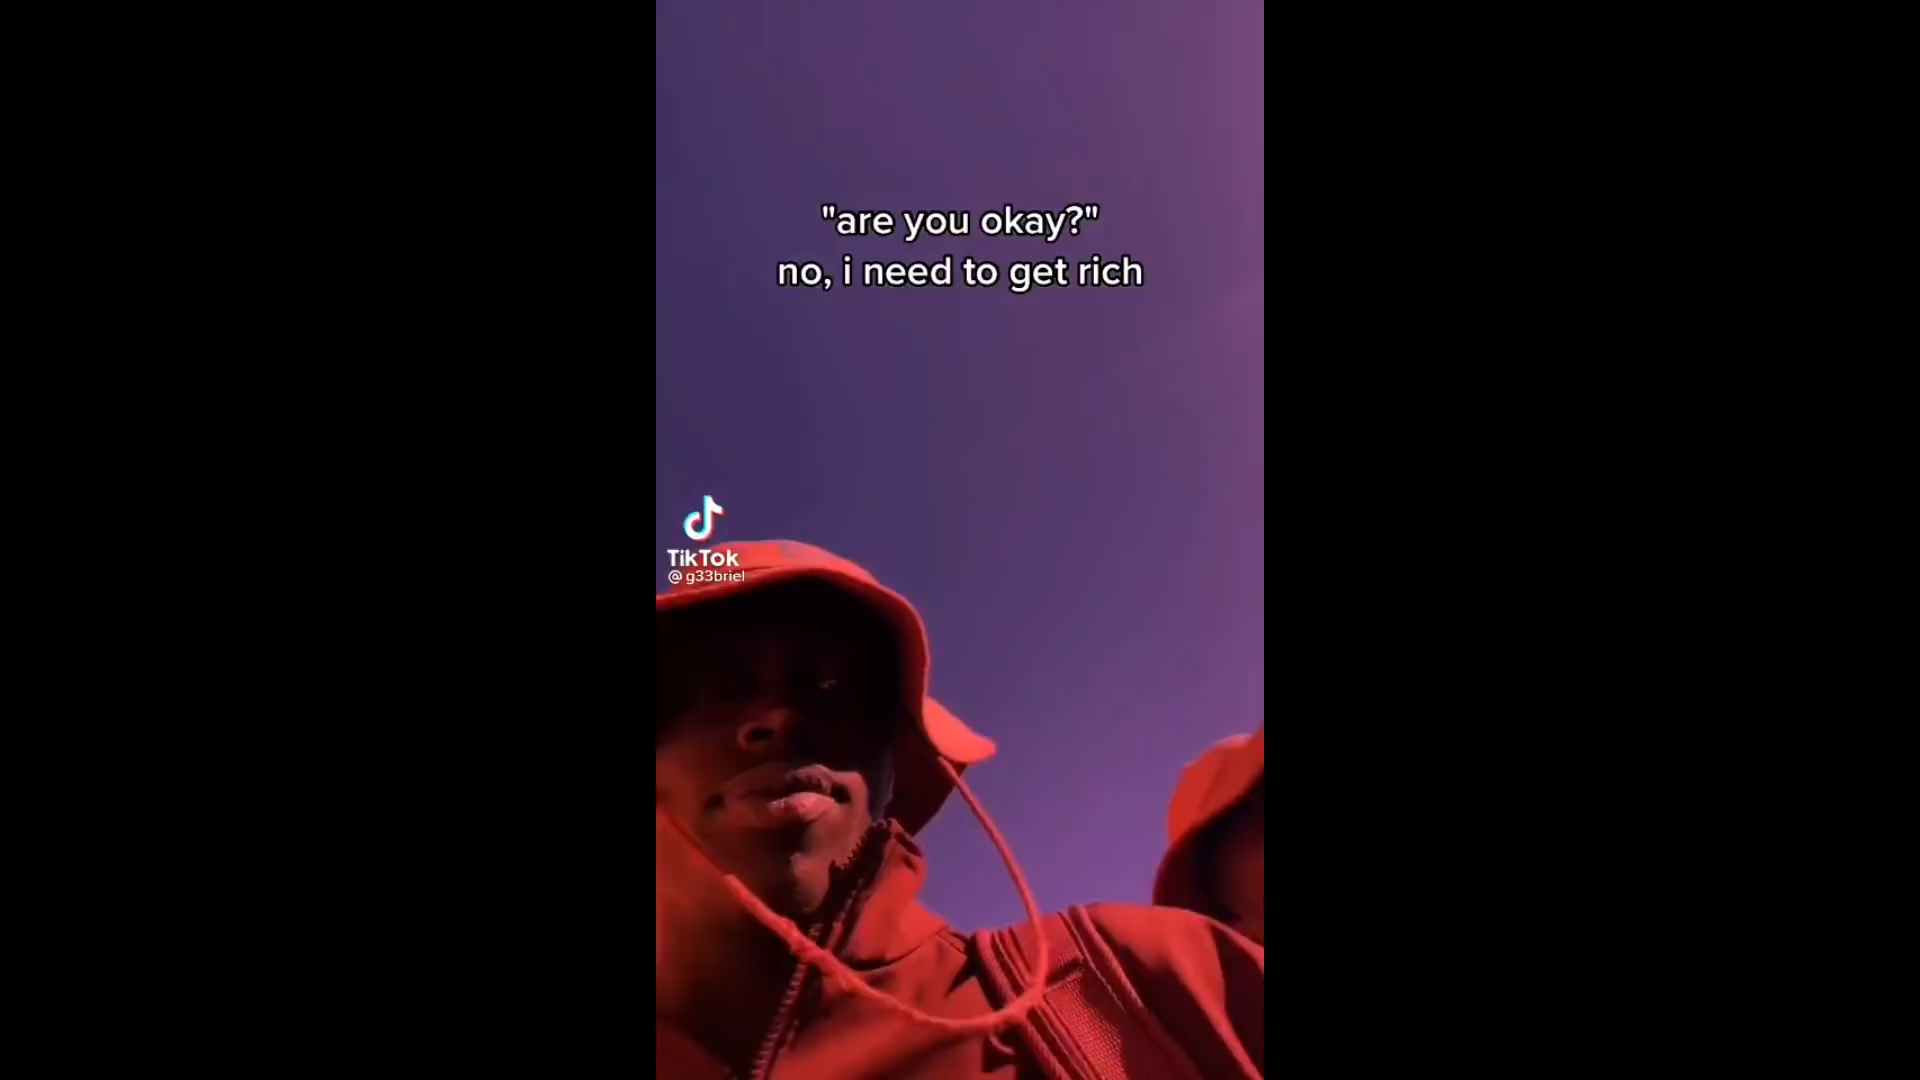 "are you okay?"
no, i need to get rich
TikTok
@ g33briel